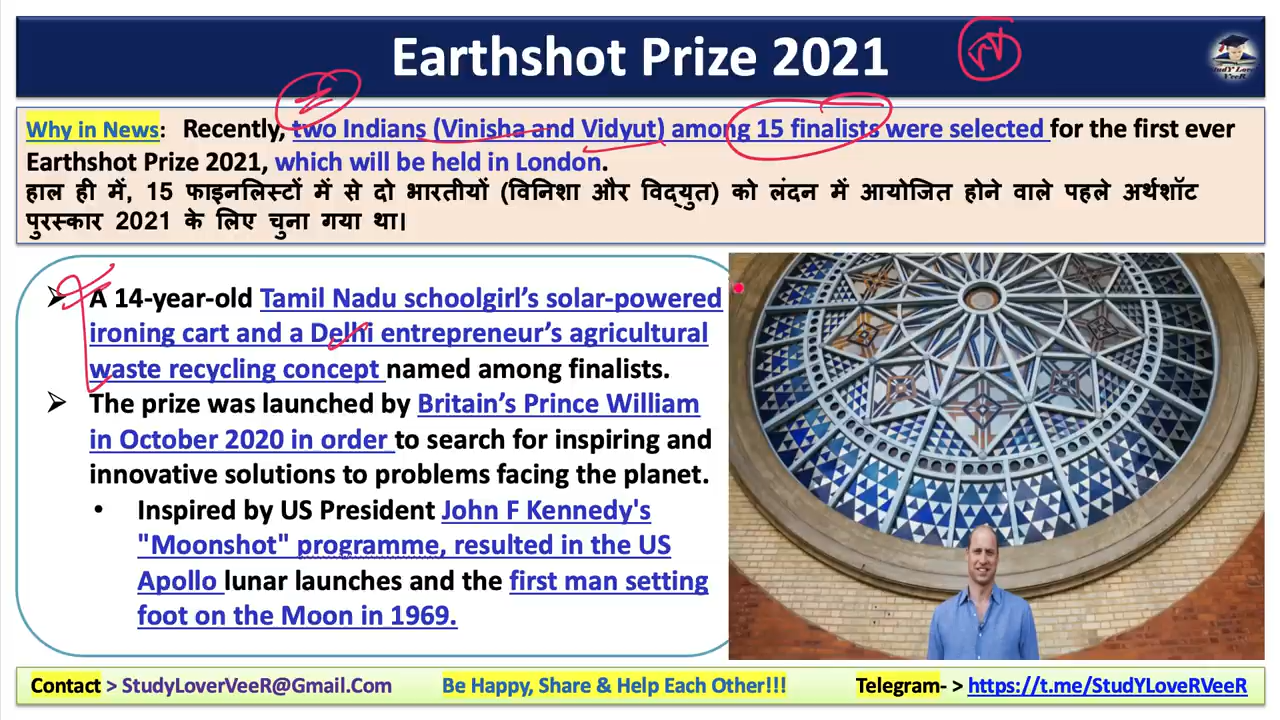 Earthshot Prize 2021
StudY Lover
VeeR
Why in News: Recently, two Indians (Vinisha and Vidyut) among 15 finalists were selected for the first ever
Earthshot Prize 2021, which will be held in London.
हाल ही में, 15 फाइनलिस्टों में से दो भारतीयों (विनिशा और विद्युत) को लंदन में आयोजित होने वाले पहले अर्थशॉट
पुरस्कार 2021 के लिए चुना गया था।
➢ A 14-year-old Tamil Nadu schoolgirl's solar-powered
ironing cart and a Delhi entrepreneur's agricultural
waste recycling concept named among finalists.
➢ The prize was launched by Britain's Prince William
in October 2020 in order to search for inspiring and
innovative solutions to problems facing the planet.
• Inspired by US President John F Kennedy's
"Moonshot" programme, resulted in the US
Apollo lunar launches and the first man setting
foot on the Moon in 1969.
Contact > StudyLoverVeeR@Gmail.Com Be Happy, Share & Help Each Other!!! Telegram- > https://t.me/StudYLoveRVeeR